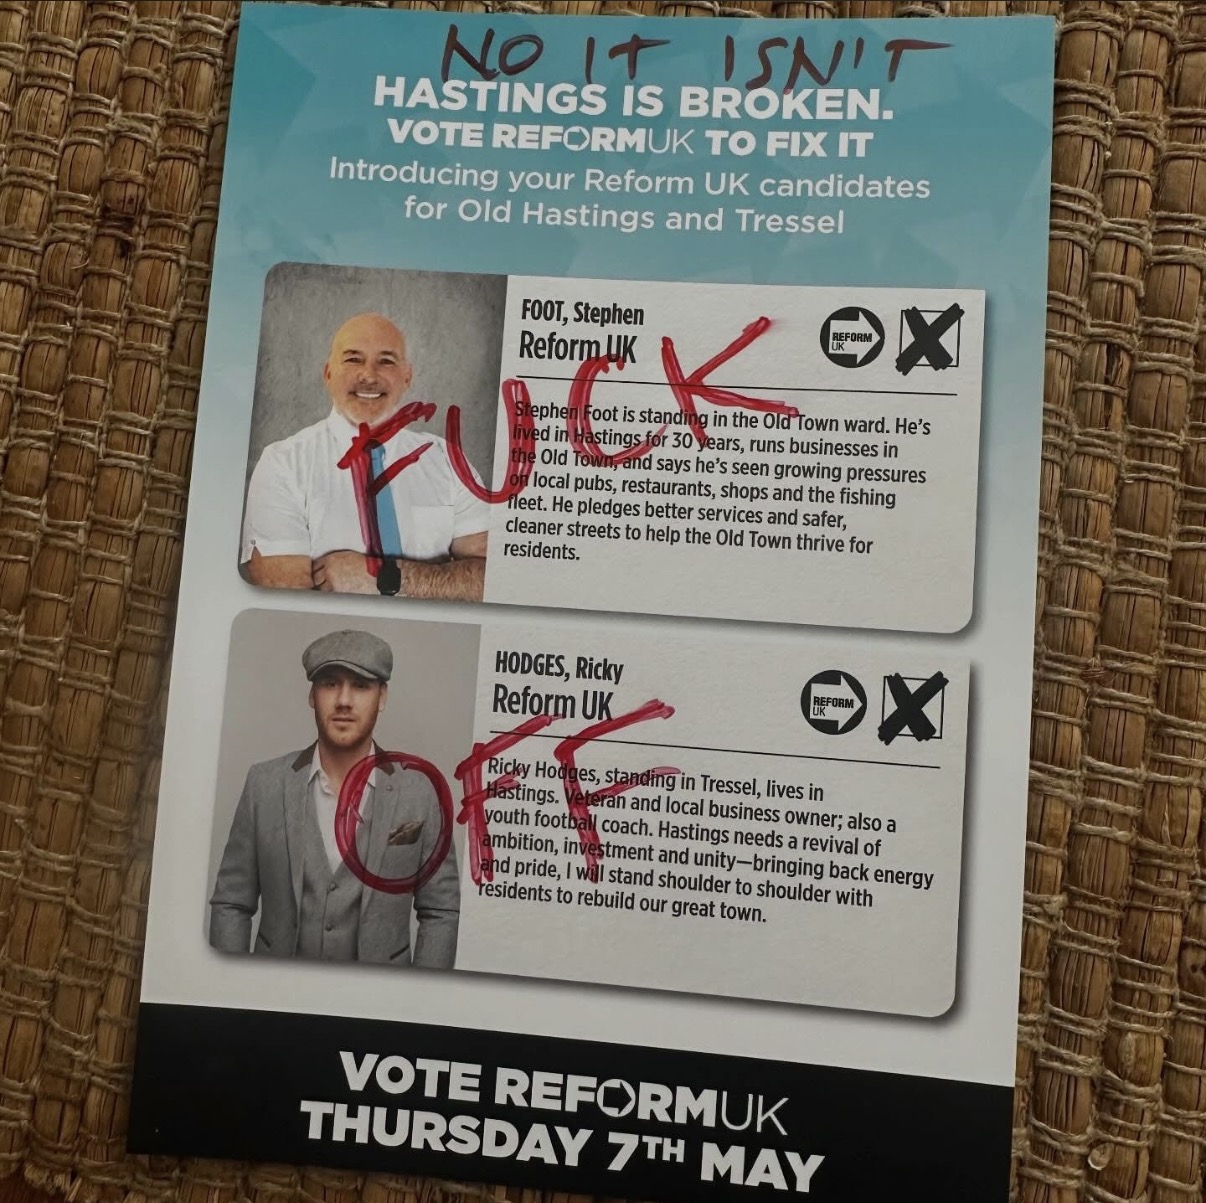 NO IT ISN'T
HASTINGS IS BROKEN.
VOTE REFORMUK TO FIX IT
Introducing your Reform UK candidates
for Old Hastings and Tressel
FOOT, Stephen
Reform UK
REFORM
UK
FUCK
Stephen Foot is standing in the Old Town ward. He's
lived in Hastings for 30 years, runs businesses in
the Old Town, and says he's seen growing pressures
on local pubs, restaurants, shops and the fishing
fleet. He pledges better services and safer,
cleaner streets to help the Old Town thrive for
residents.
HODGES, Ricky
Reform UK
REFORM
UK
OFF
Ricky Hodges, standing in Tressel, lives in
Hastings. Veteran and local business owner; also a
youth football coach. Hastings needs a revival of
ambition, investment and unity—bringing back energy
and pride, I will stand shoulder to shoulder with
residents to rebuild our great town.
VOTE REFORMUK
THURSDAY 7TH MAY